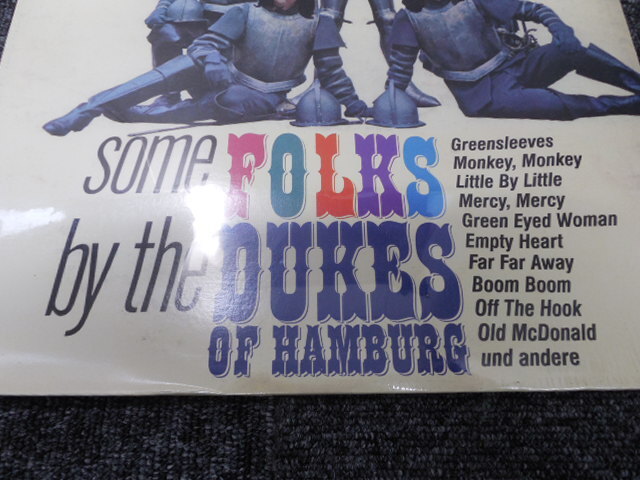 some FOLKS
by the DUKES
OF HAMBURG
Greensleeves
Monkey, Monkey
Little By Little
Mercy, Mercy
Green Eyed Woman
Empty Heart
Far Far Away
Boom Boom
Off The Hook
Old McDonald
und andere